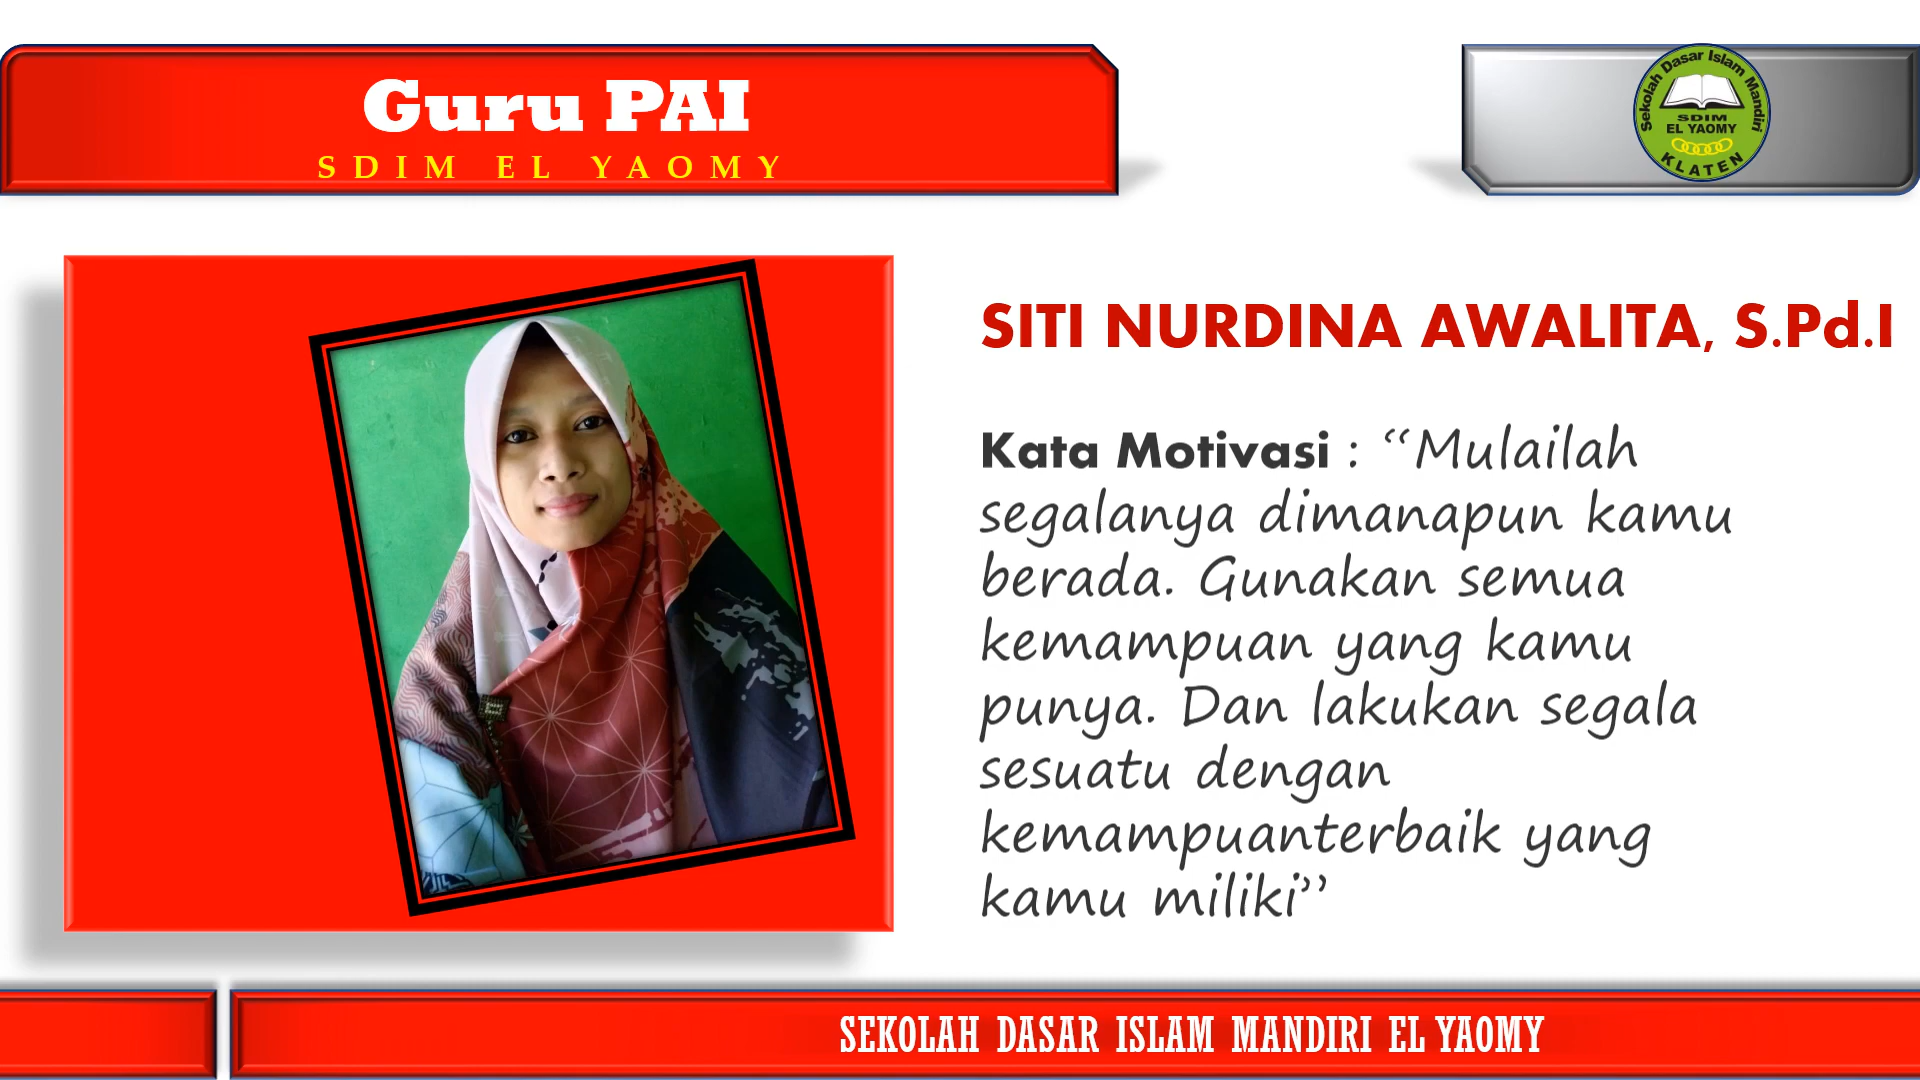 Guru PAI
SDIM EL YAOMY
Sekolah Dasar Islam Mandiri
SDIM
EL YAOMY
KLATEN
SITI NURDINA AWALITA, S.Pd.I
Kata Motivasi : “Mulailah
segalanya dimanapun kamu
berada. Gunakan semua
kemampuan yang kamu
punya. Dan lakukan segala
sesuatu dengan
kemampuanterbaik yang
kamu miliki”
SEKOLAH DASAR ISLAM MANDIRI EL YAOMY